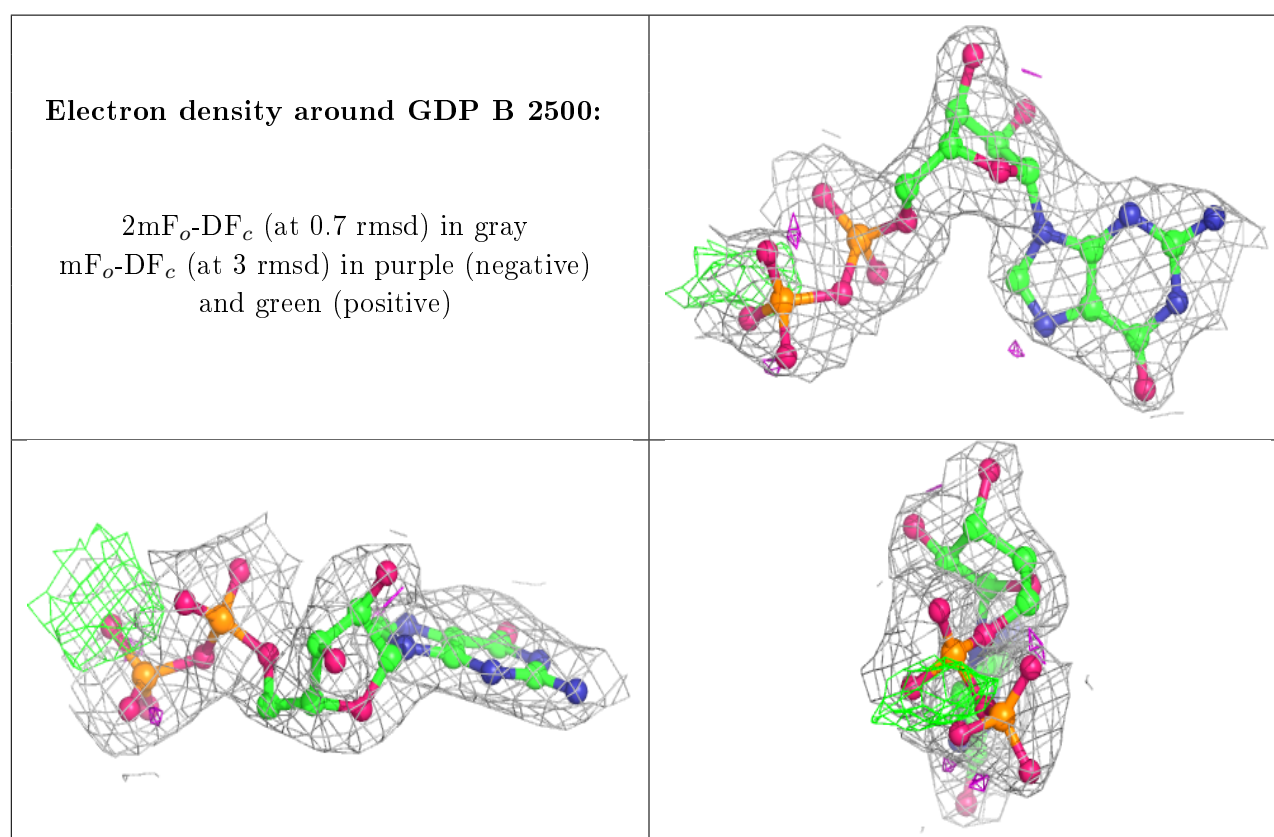 Electron density around GDP B 2500:
2mFo-DFc (at 0.7 rmsd) in gray
mFo-DFc (at 3 rmsd) in purple (negative)
and green (positive)